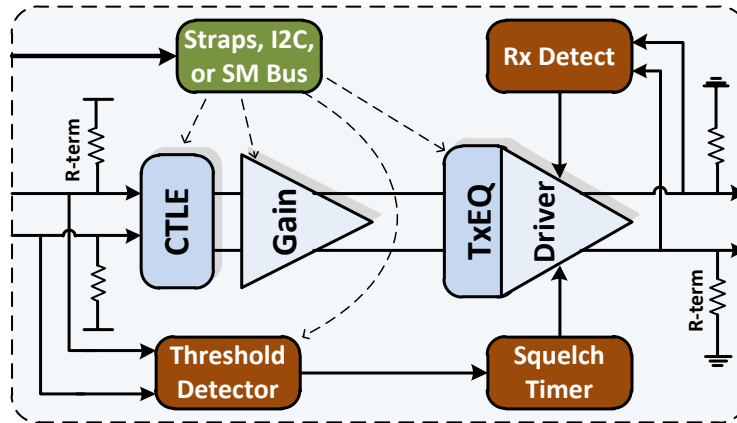 Straps, I2C,
or SM Bus
Rx Detect
R-term
CTLE
Gain
TxEQ
Driver
R-term
Threshold
Detector
Squelch
Timer